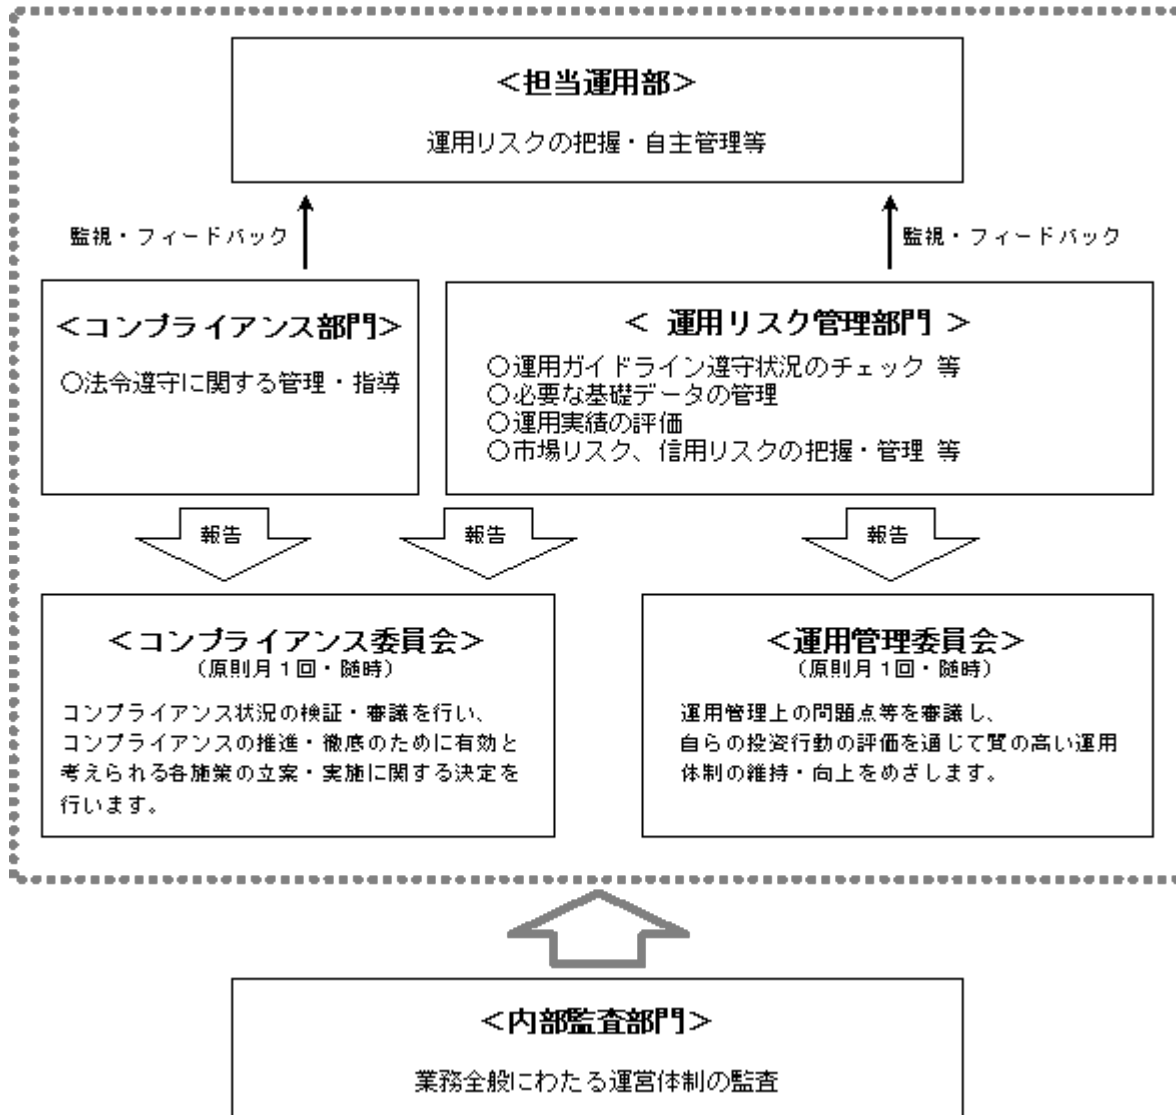 ＜担当運用部＞
運用リスクの把握・自主管理等
監視・フィードバック
監視・フィードバック
＜コンプライアンス部門＞
○法令遵守に関する管理・指導
＜ 運用リスク管理部門 ＞
○運用ガイドライン遵守状況のチェック 等
○必要な基礎データの管理
○運用実績の評価
○市場リスク、信用リスクの把握・管理 等
報告
報告
報告
＜コンプライアンス委員会＞
（原則月１回・随時）
コンプライアンス状況の検証・審議を行い、
コンプライアンスの推進・徹底のために有効と
考えられる各施策の立案・実施に関する決定を
行います。
＜運用管理委員会＞
（原則月１回・随時）
運用管理上の問題点等を審議し、
自らの投資行動の評価を通じて質の高い運用
体制の維持・向上をめざします。
＜内部監査部門＞
業務全般にわたる運営体制の監査